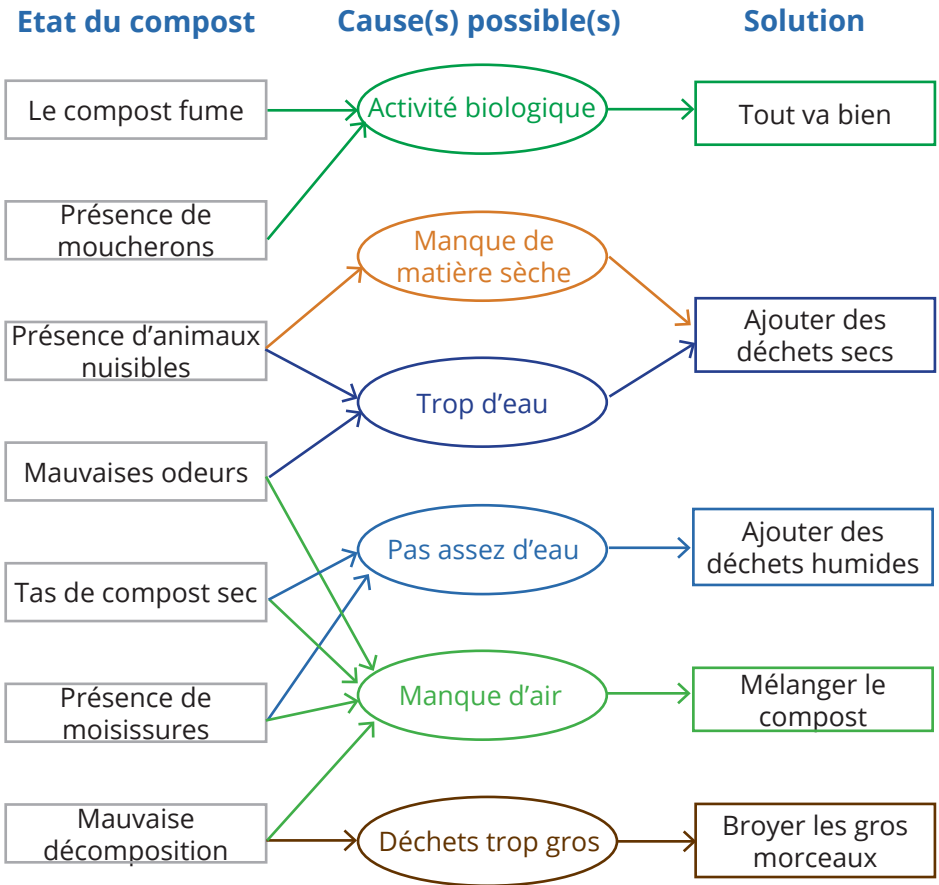 Etat du compost
Cause(s) possible(s)
Solution
Le compost fume
Activité biologique
Tout va bien
Présence de
moucherons
Manque de
matière sèche
Présence d'animaux
nuisibles
Ajouter des
déchets secs
Trop d'eau
Mauvaises odeurs
Pas assez d'eau
Ajouter des
déchets humides
Tas de compost sec
Présence de
moisissures
Manque d'air
Mélanger le
compost
Mauvaise
décomposition
Déchets trop gros
Broyer les gros
morceaux